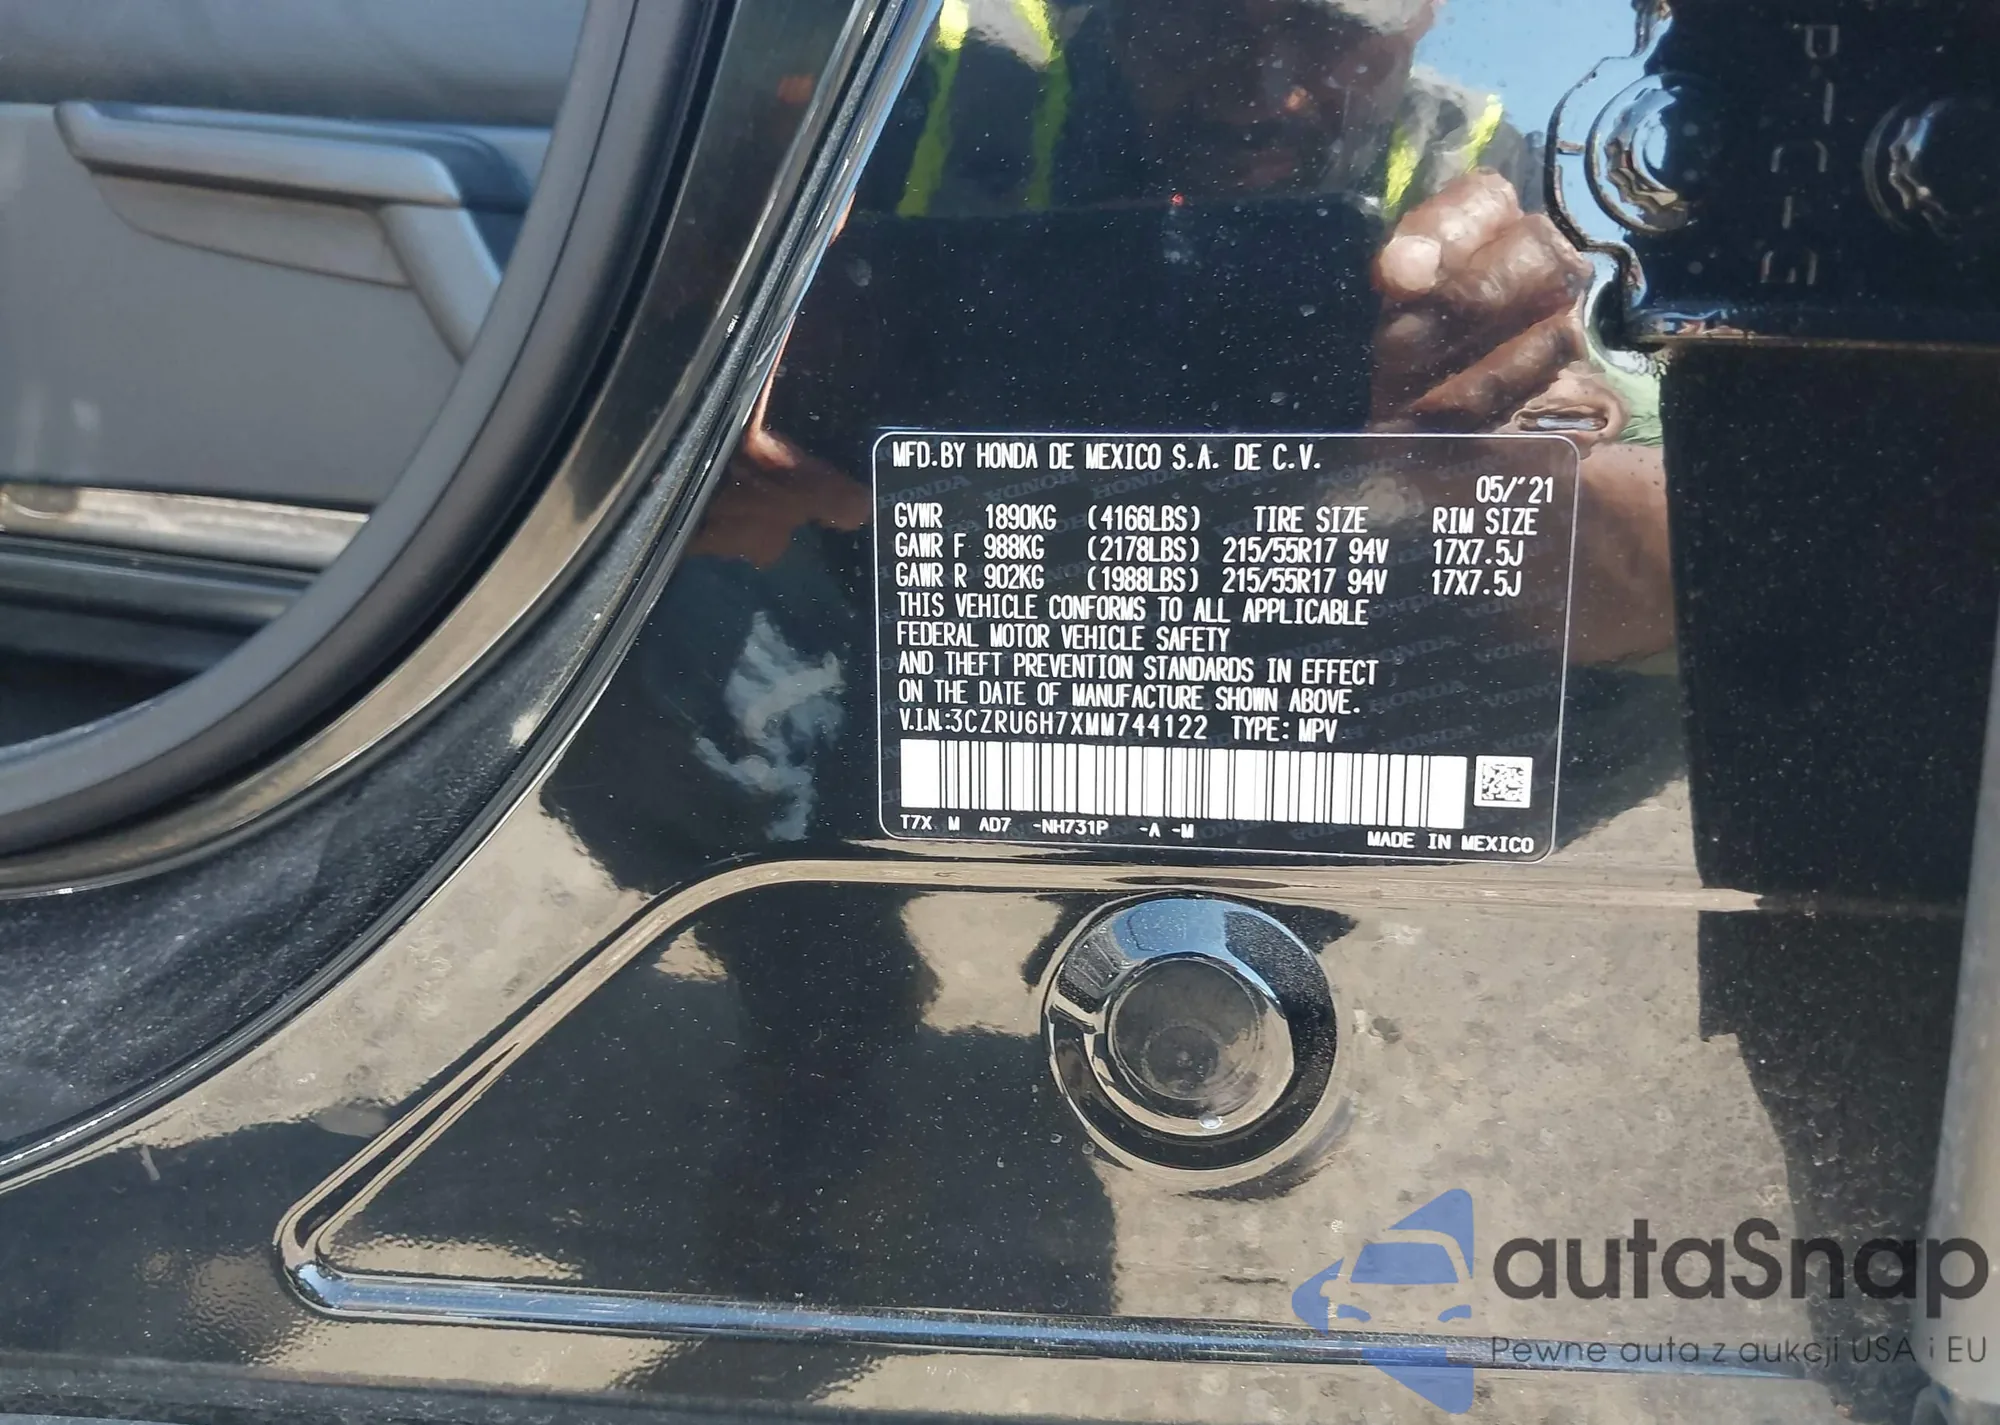 MFD.BY HONDA DE MEXICO S.A. DE C.V.
05/'21
GVWR 1890KG (4166LBS) TIRE SIZE RIM SIZE
GAWR F 988KG (2178LBS) 215/55R17 94V 17X7.5J
GAWR R 902KG (1988LBS) 215/55R17 94V 17X7.5J
THIS VEHICLE CONFORMS TO ALL APPLICABLE
FEDERAL MOTOR VEHICLE SAFETY
AND THEFT PREVENTION STANDARDS IN EFFECT
ON THE DATE OF MANUFACTURE SHOWN ABOVE.
V.I.N.:3CZRU6H7XMM744122 TYPE: MPV
T7X M AD7 -NH731P -A -M
MADE IN MEXICO
autaSnap
Pewne auta z aukcji USA i EU